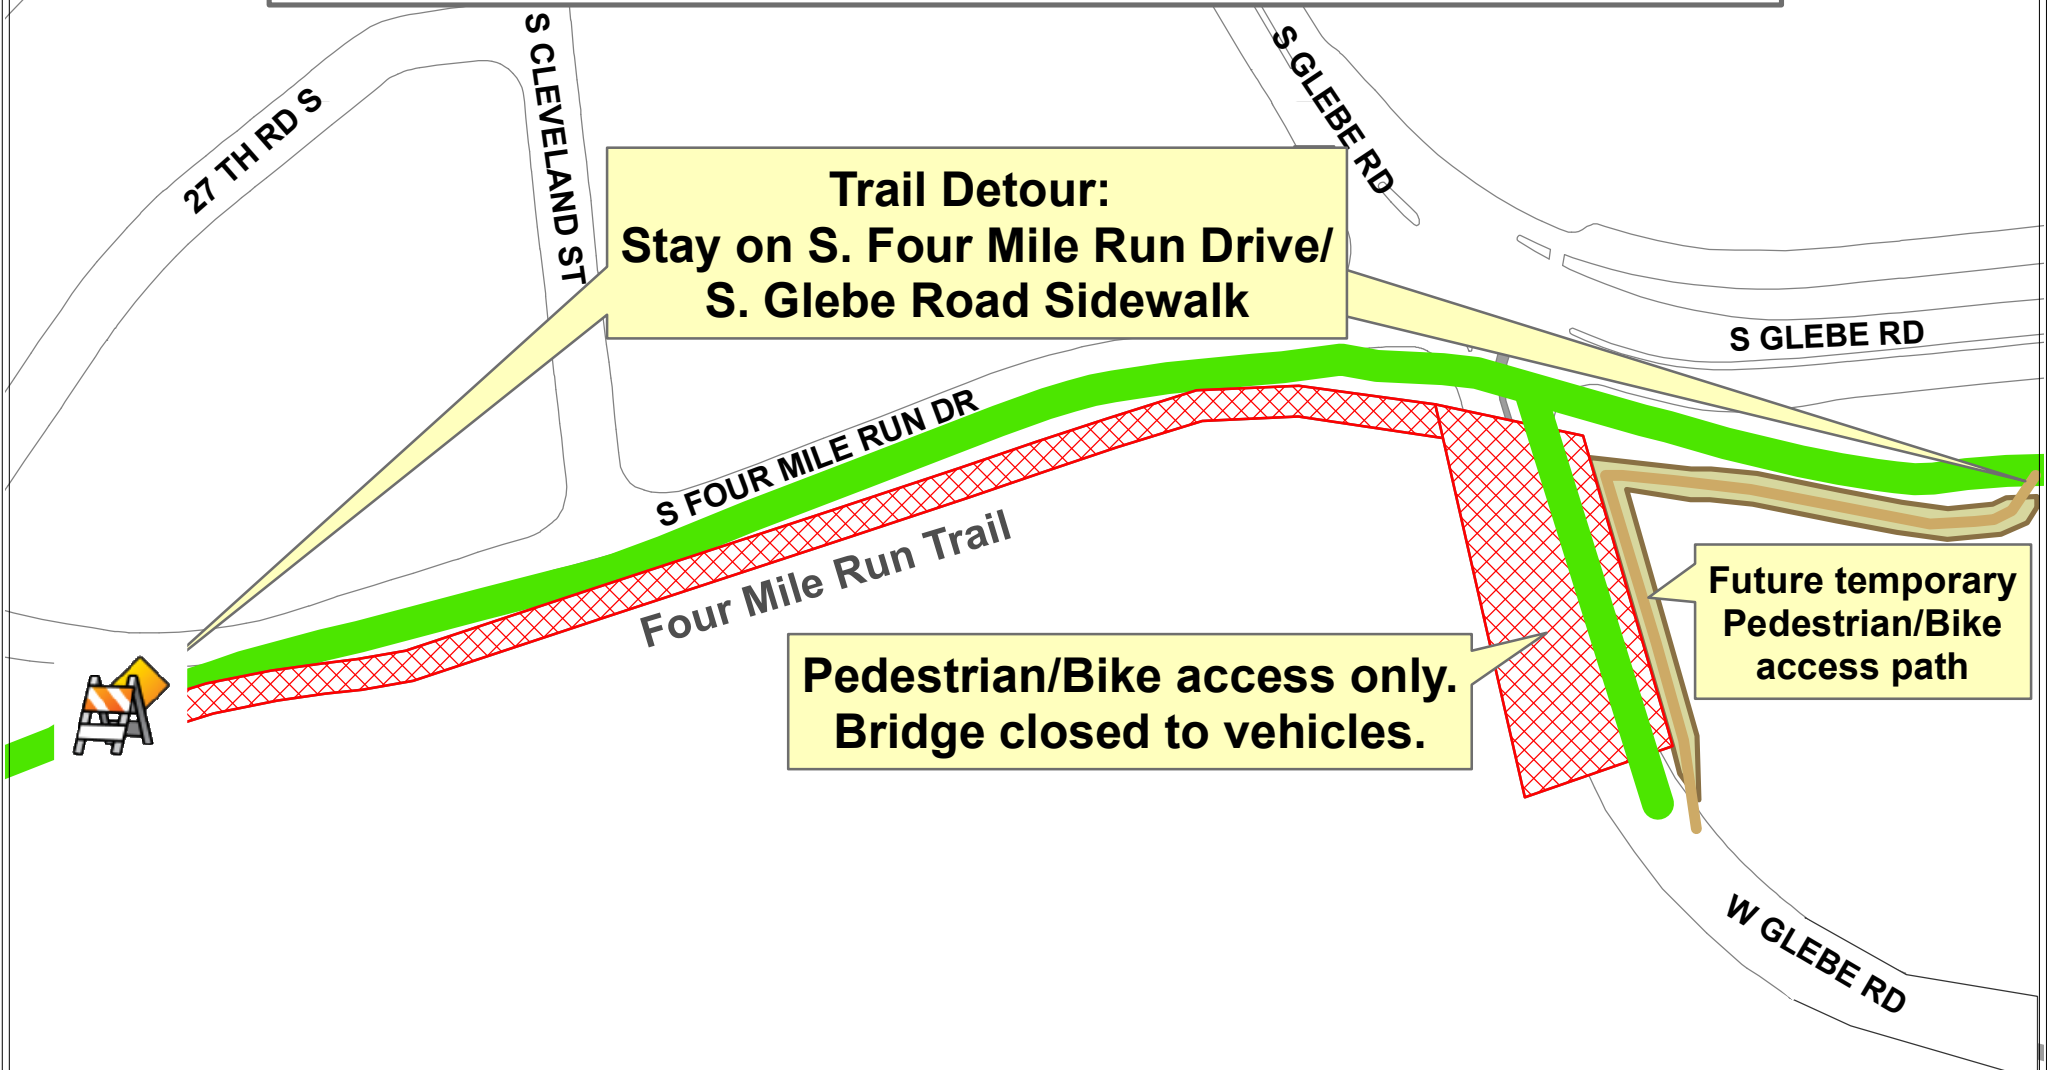 S CLEVELAND ST
S GLEBE RD
27 TH RD S
Trail Detour:
Stay on S. Four Mile Run Drive/
S. Glebe Road Sidewalk
S GLEBE RD
S FOUR MILE RUN DR
Four Mile Run Trail
Future temporary
Pedestrian/Bike
access path
Pedestrian/Bike access only.
Bridge closed to vehicles.
W GLEBE RD